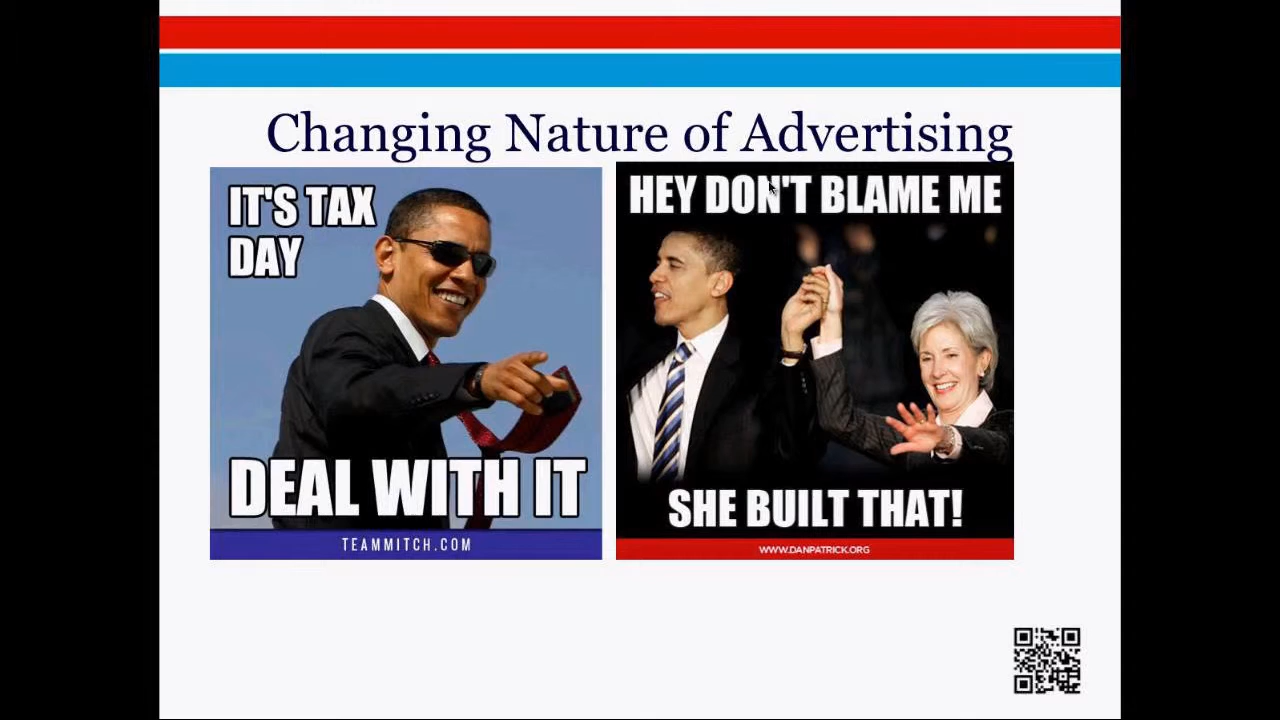 Changing Nature of Advertising
IT'S TAX
DAY
DEAL WITH IT
TEAMMITCH.COM
HEY DON'T BLAME ME
SHE BUILT THAT!
WWW.DANPATRICK.ORG